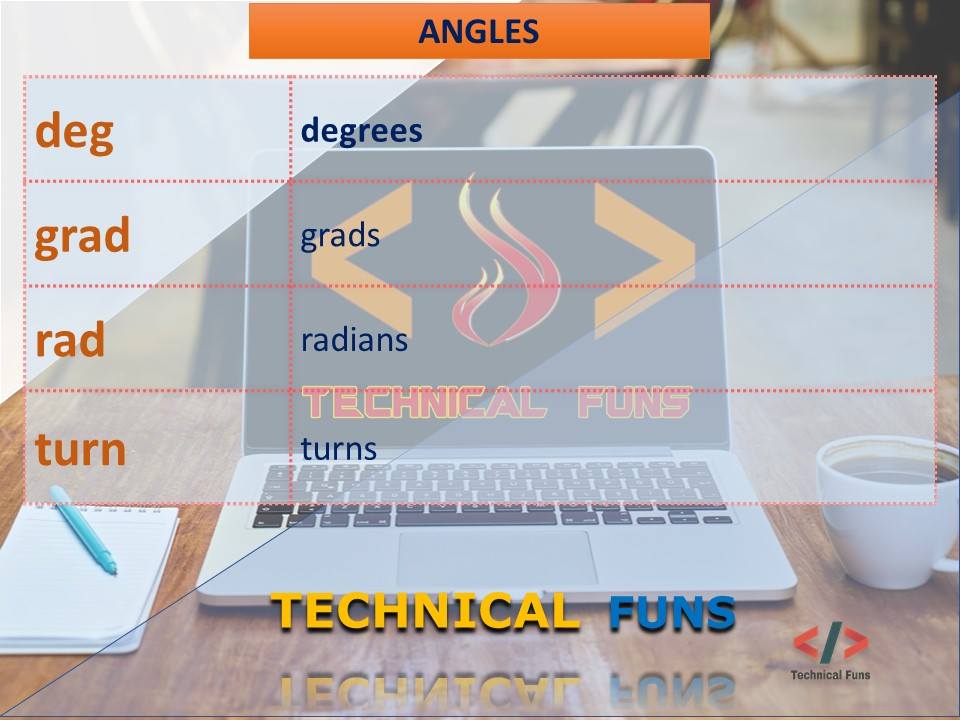 ANGLES
deg degrees
grad grads
rad radians
turn turns
TECHNICAL FUNS
TECHNICAL FUNS
Technical Funs